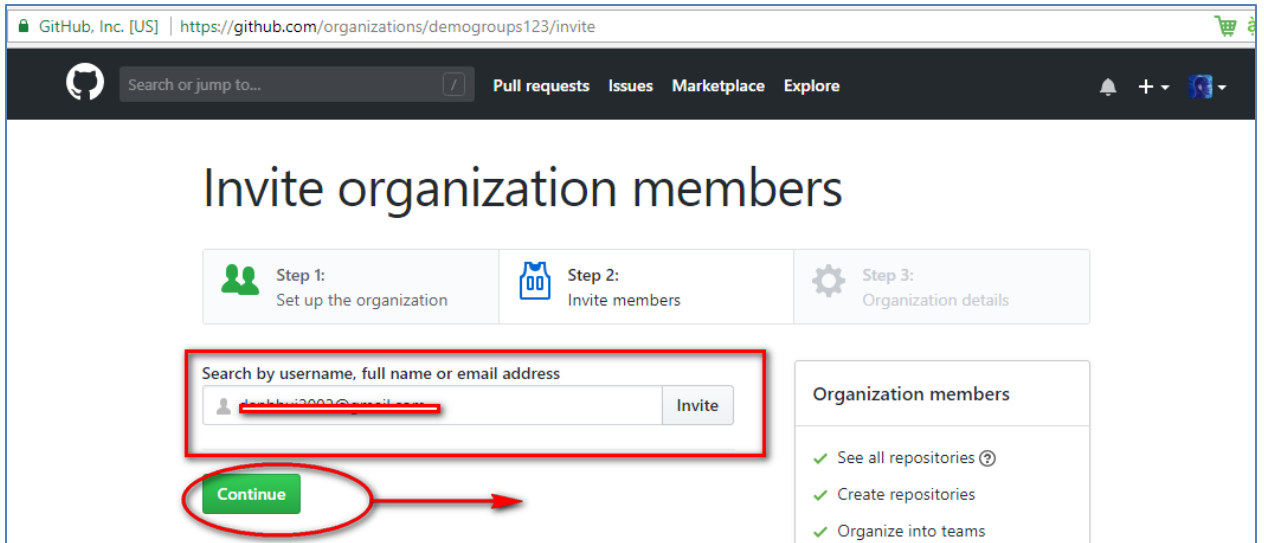 GitHub, Inc. [US] | https://github.com/organizations/demogroups123/invite
Search or jump to... / Pull requests Issues Marketplace Explore
Invite organization members
Step 1:
Set up the organization
Step 2:
Invite members
Step 3:
Organization details
Search by username, full name or email address
Invite
Continue
Organization members
See all repositories
Create repositories
Organize into teams